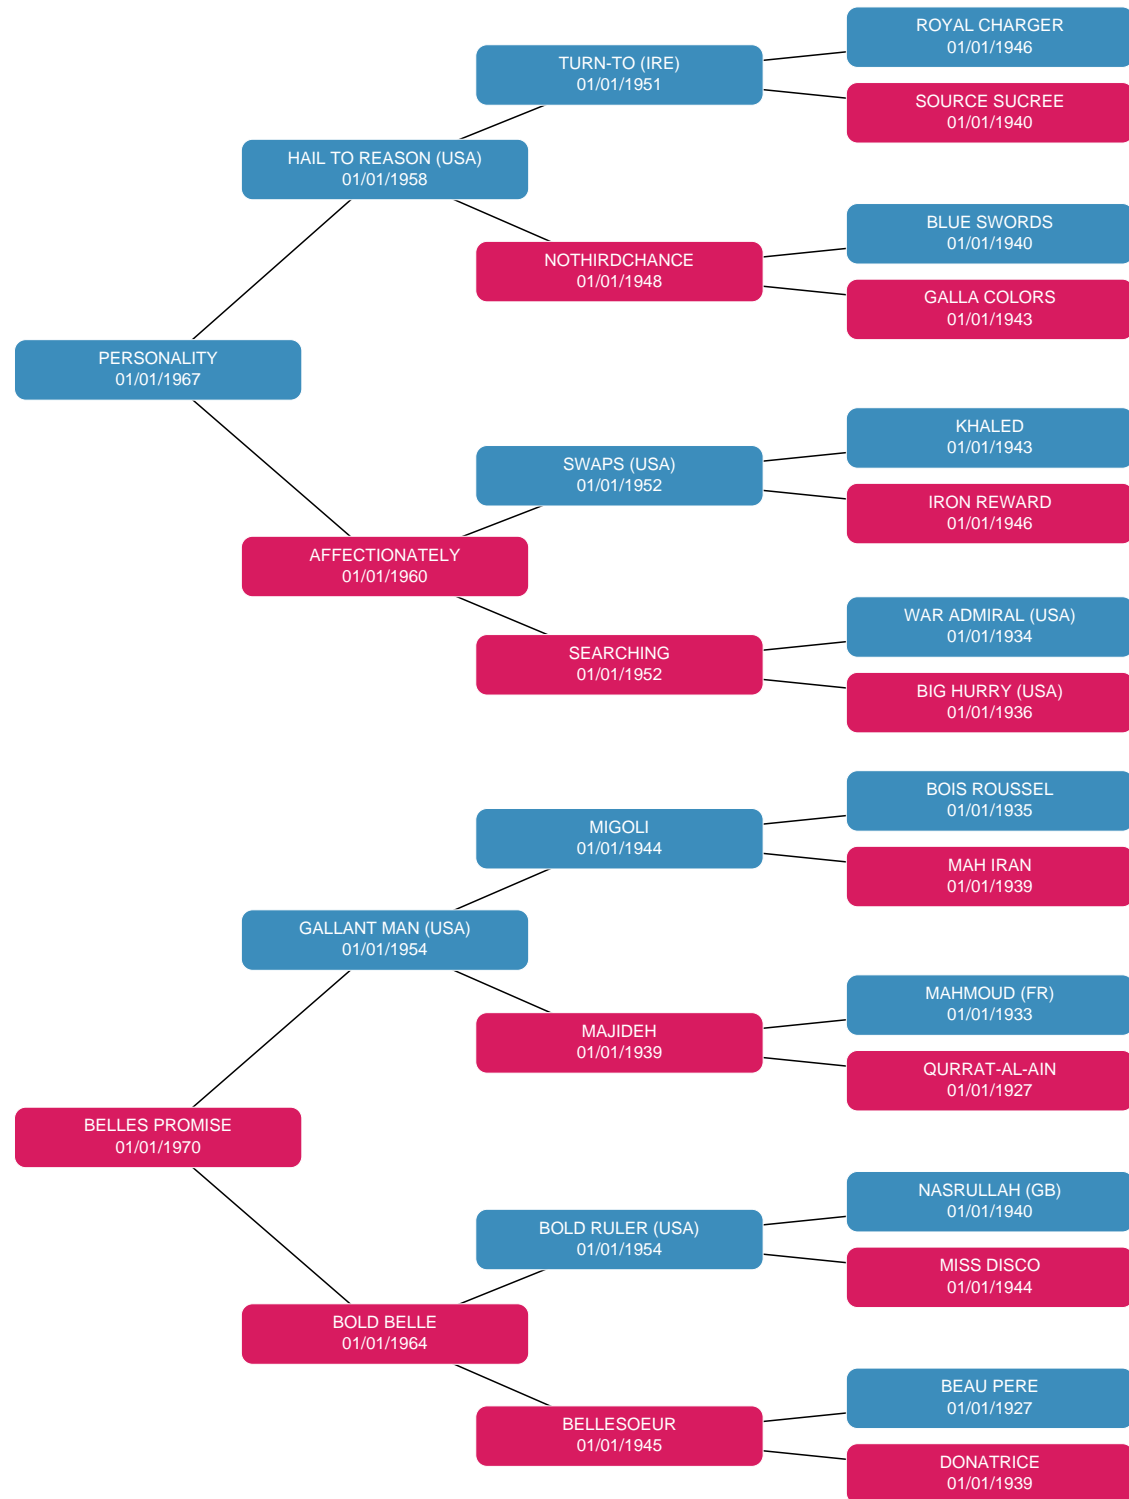 ROYAL CHARGER
01/01/1946
TURN-TO (IRE)
01/01/1951
SOURCE SUCREE
01/01/1940
HAIL TO REASON (USA)
01/01/1958
BLUE SWORDS
01/01/1940
NOTHIRDCHANCE
01/01/1948
GALLA COLORS
01/01/1943
PERSONALITY
01/01/1967
KHALED
01/01/1943
SWAPS (USA)
01/01/1952
IRON REWARD
01/01/1946
AFFECTIONATELY
01/01/1960
WAR ADMIRAL (USA)
01/01/1934
SEARCHING
01/01/1952
BIG HURRY (USA)
01/01/1936
BOIS ROUSSEL
01/01/1935
MIGOLI
01/01/1944
MAH IRAN
01/01/1939
GALLANT MAN (USA)
01/01/1954
MAHMOUD (FR)
01/01/1933
MAJIDEH
01/01/1939
QURRAT-AL-AIN
01/01/1927
BELLES PROMISE
01/01/1970
NASRULLAH (GB)
01/01/1940
BOLD RULER (USA)
01/01/1954
MISS DISCO
01/01/1944
BOLD BELLE
01/01/1964
BEAU PERE
01/01/1927
BELLESOEUR
01/01/1945
DONATRICE
01/01/1939